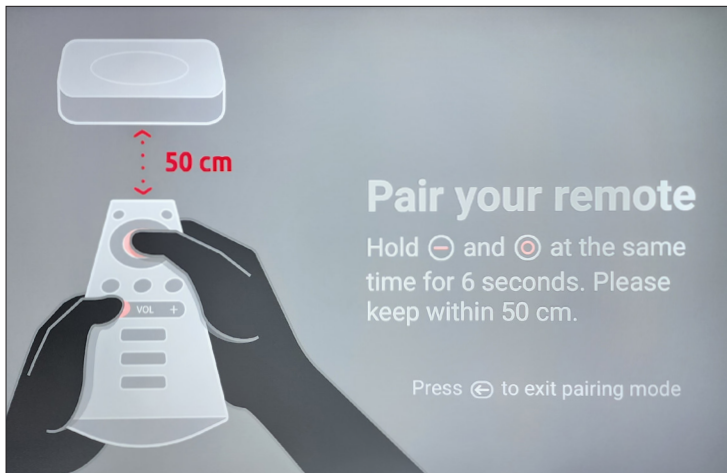 50 cm
VOL +
Pair your remote
Hold ⊖ and ⊚ at the same
time for 6 seconds. Please
keep within 50 cm.
Press ⊖ to exit pairing mode